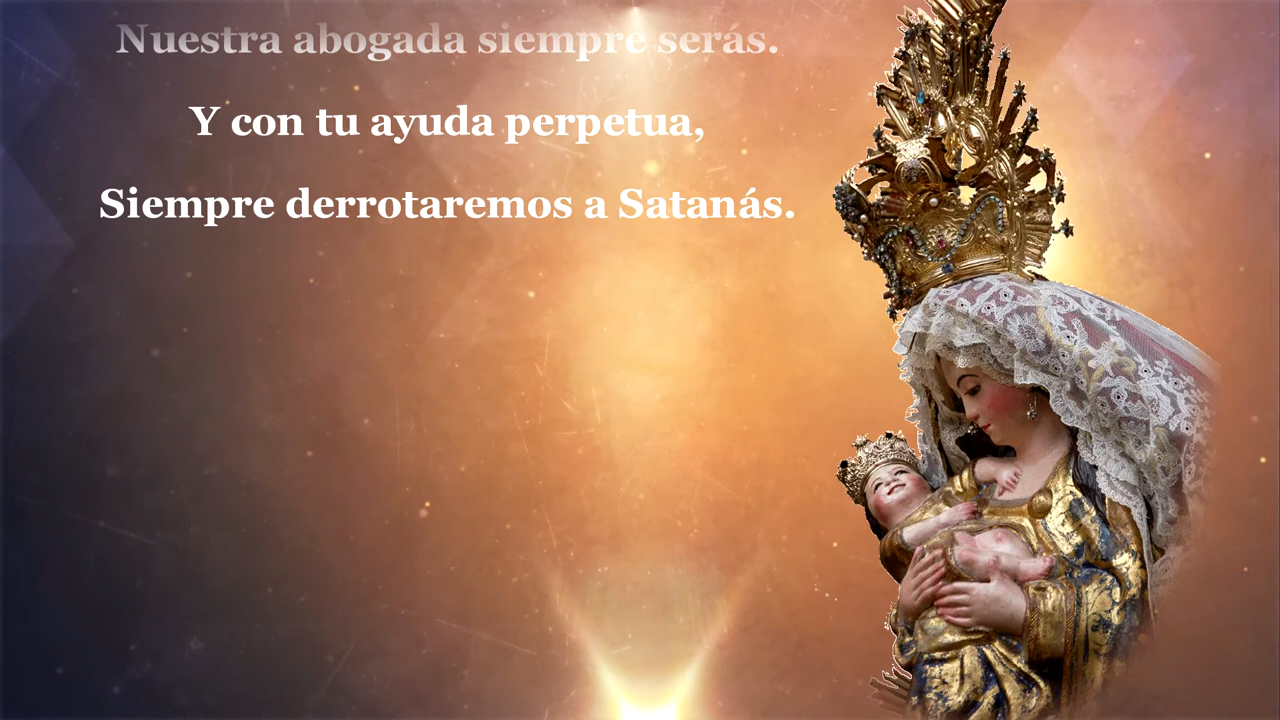 Nuestra abogada siempre serás.
Y con tu ayuda perpetua,
Siempre derrotaremos a Satanás.